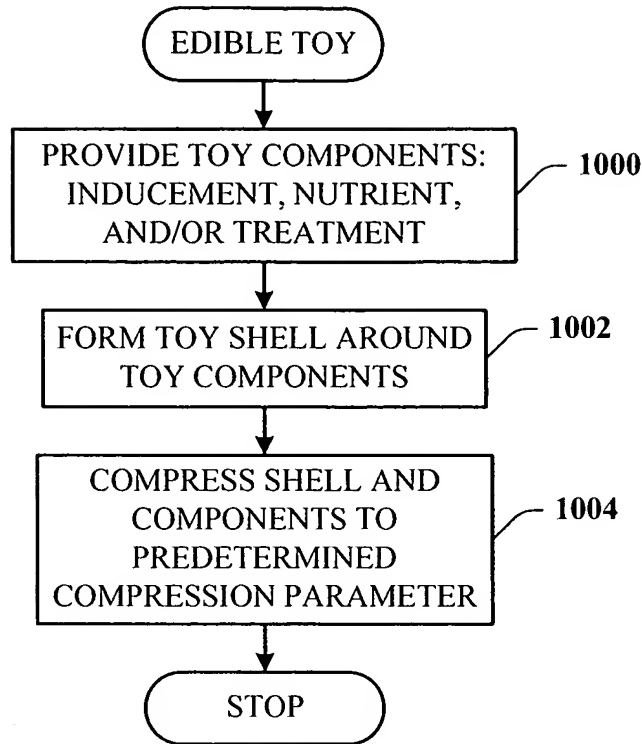 EDIBLE TOY
PROVIDE TOY COMPONENTS:
INDUCEMENT, NUTRIENT,
AND/OR TREATMENT
1000
FORM TOY SHELL AROUND
TOY COMPONENTS
1002
COMPRESS SHELL AND
COMPONENTS TO
PREDETERMINED
COMPRESSION PARAMETER
1004
STOP